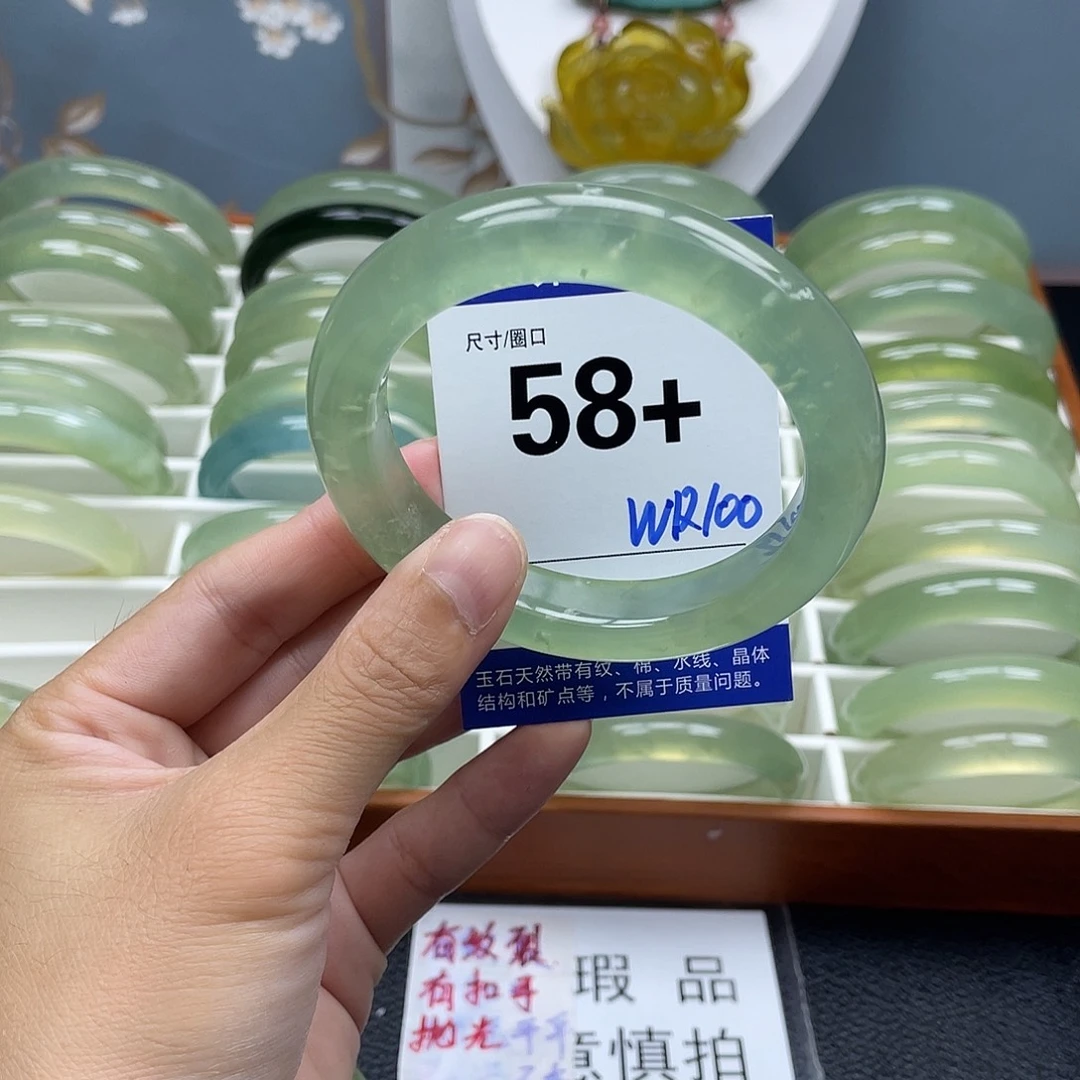 尺寸/圈口
58+
WR100
玉石天然带有纹、棉、水线、晶体
结构和矿点等，不属于质量问题。
有纹裂
有扣手
抛光
瑕 品
慎拍